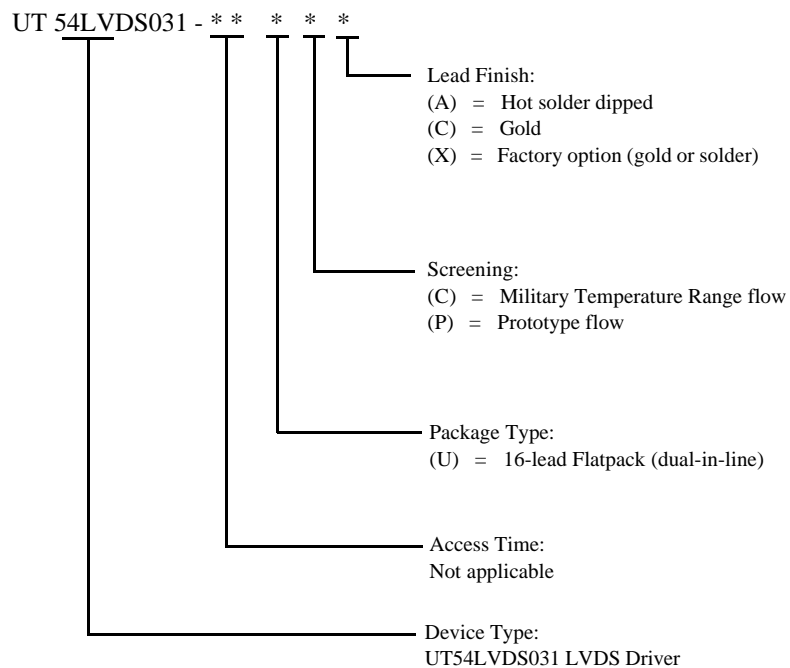 UT 54LVDS031 - * * * * *
Lead Finish:
(A) = Hot solder dipped
(C) = Gold
(X) = Factory option (gold or solder)
Screening:
(C) = Military Temperature Range flow
(P) = Prototype flow
Package Type:
(U) = 16-lead Flatpack (dual-in-line)
Access Time:
Not applicable
Device Type:
UT54LVDS031 LVDS Driver